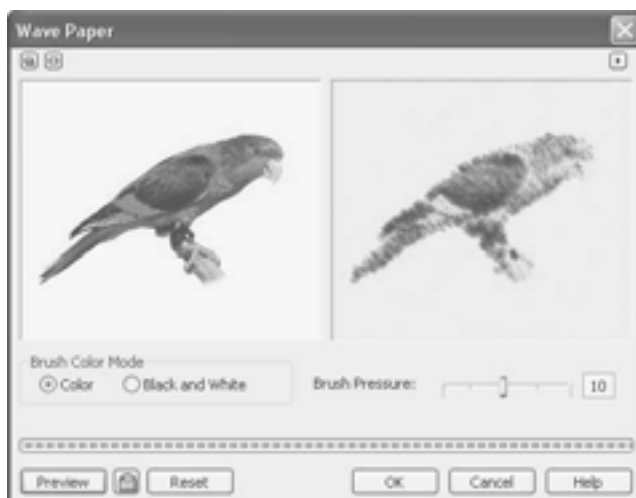 Wave Paper
Brush Color Mode
Color Black and White
Brush Pressure: 10
Preview Reset OK Cancel Help